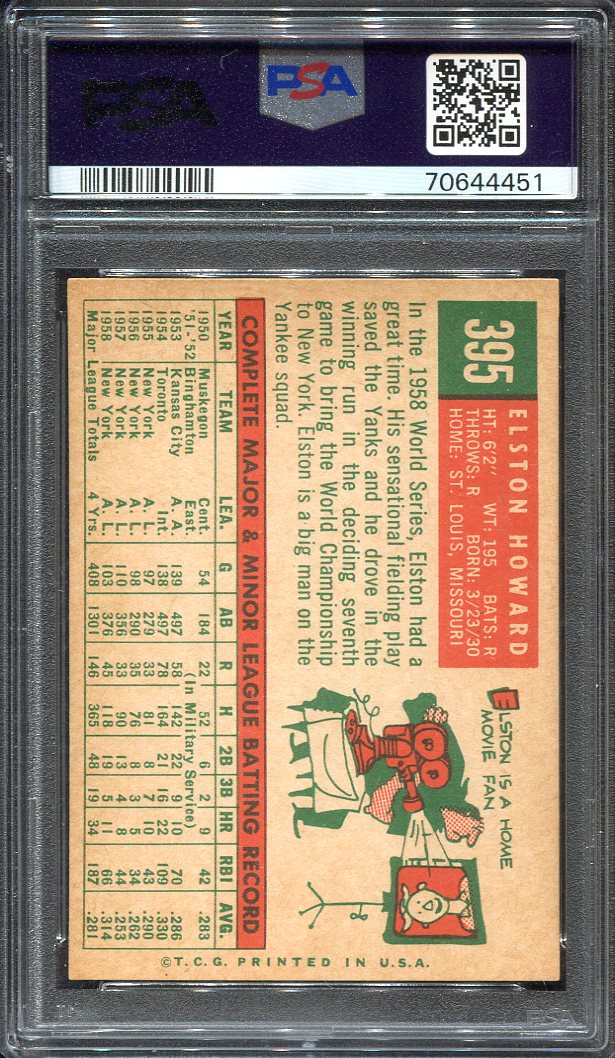 PSA
PSA
70644451
395
ELSTON HOWARD
HT: 6'2" WT: 195 BATS: R
THROWS: R BORN: 3/23/30
HOME: ST. LOUIS, MISSOURI
In the 1958 World Series, Elston had a
great time. His sensational fielding play
saved the Yanks and he drove in the
winning run in the deciding seventh
game to bring the World Championship
to New York. Elston is a big man on the
Yankee squad.
ELSTON IS A HOME
MOVIE FAN
COMPLETE MAJOR & MINOR LEAGUE BATTING RECORD
YEAR TEAM LEA. G AB R H 2B 3B HR RBI AVG.
1950 Muskegon Cent. 54 184 22 52 6 2 9 42 .283
'51-'52 Binghamton East. (In Military Service)
1953 Kansas City A. A. 139 497 58 142 22 9 10 70 .286
1954 Toronto Int. 138 497 78 164 21 16 22 109 .330
1955 New York A. L. 97 279 33 81 8 7 10 43 .290
1956 New York A. L. 98 290 35 76 8 3 5 34 .262
1957 New York A. L. 110 356 33 90 13 4 8 44 .253
1958 New York A. L. 103 376 45 118 19 5 11 66 .314
Major League Totals 4 Yrs. 408 1301 146 365 48 19 34 187 .281
©T.C.G. PRINTED IN U.S.A.
PSA